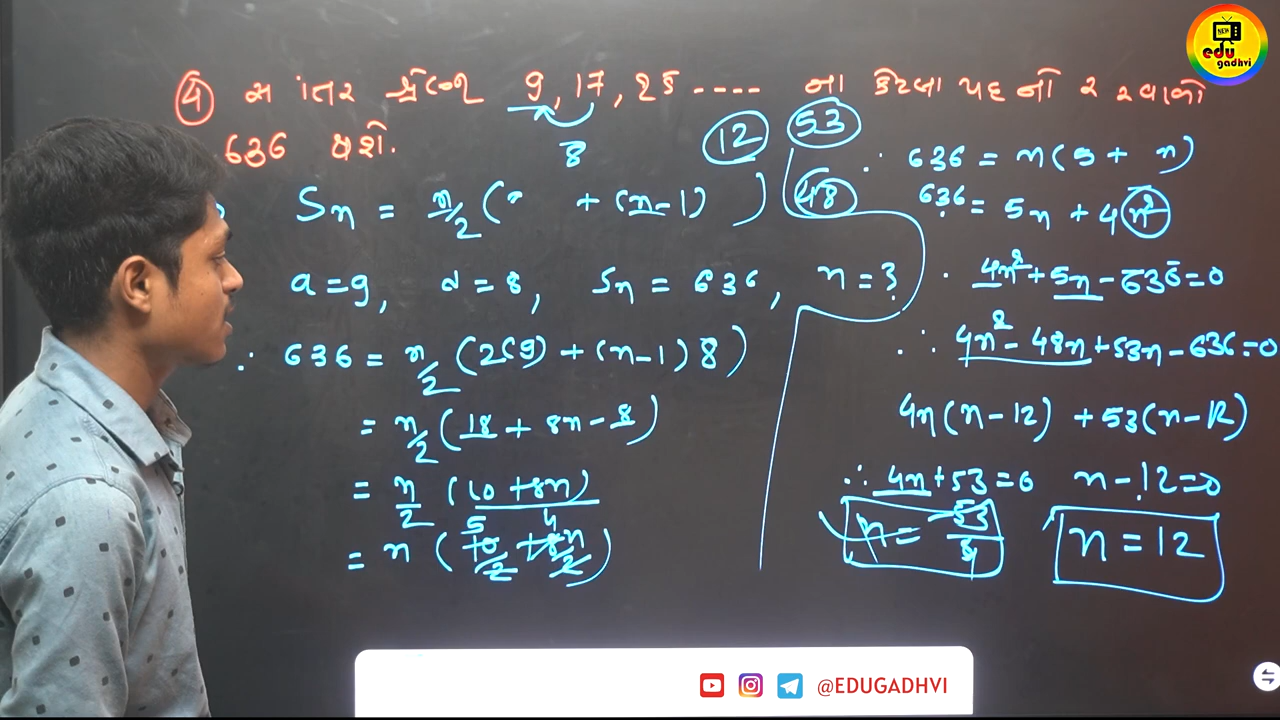 ④ સમાંતર શ્રેણી 9, 17, 25 .... ના કેટલા પદનો સરવાળો
636 થશે.
8
12 53
48
Sn = n/2 ( + (n-1) )
a=9, d=8, Sn = 636, n=?
∴ 636 = n/2 (2(9) + (n-1) 8)
= n/2 (18 + 8n - 8)
= n/2 (10 + 8n)
5 4
= n (10/2 + 8n/2)
∴ 636 = n(5 + n)
636 = 5n + 4n²
∴ 4n² + 5n - 636 = 0
∴ 4n² - 48n + 53n - 636 = 0
4n(n-12) + 53(n-12)
∴ 4n + 53 = 0 n - 12 = 0
n = -53/4 n = 12
NEW
edu
gadhvi
@EDUGADHVI